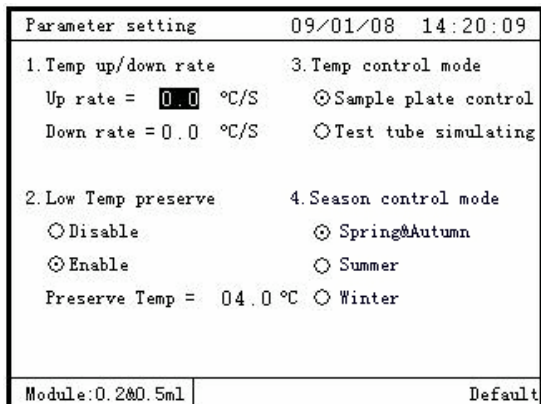 Parameter setting 09/01/08 14:20:09
1.Temp up/down rate
Up rate = 0.0 °C/S
Down rate =0.0 °C/S
3.Temp control mode
Sample plate control
Test tube simulating
2.Low Temp preserve
Disable
Enable
Preserve Temp = 04.0 °C
4.Season control mode
Spring&Autumn
Summer
Winter
Module:0.2&0.5ml Default